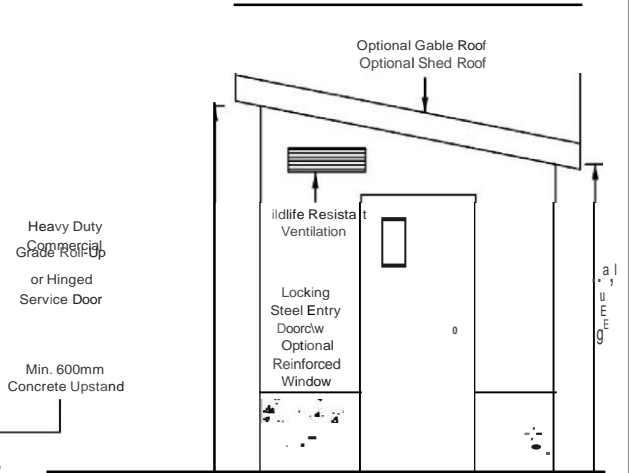 Optional Gable Roof
Optional Shed Roof
ildlife Resista t
Ventilation
Heavy Duty
Commercial
Grade Roll-Up
or Hinged
Service Door
Locking
Steel Entry
Doorc\w
Optional
Reinforced
Window
Min. 600mm
Concrete Upstand